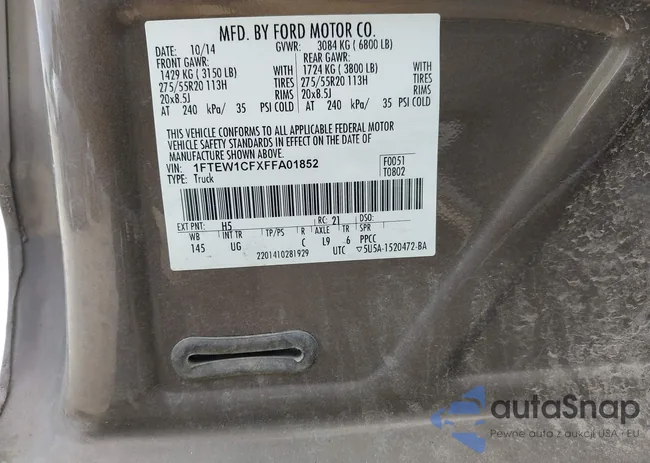 MFD. BY FORD MOTOR CO.
DATE: 10/14 GVWR: 3084 KG ( 6800 LB)
FRONT GAWR: REAR GAWR:
1429 KG ( 3150 LB) WITH 1724 KG ( 3800 LB) WITH
275/55R20 113H TIRES 275/55R20 113H TIRES
20x8.5J RIMS 20x8.5J RIMS
AT 240 kPa/ 35 PSI COLD AT 240 kPa/ 35 PSI COLD
THIS VEHICLE CONFORMS TO ALL APPLICABLE FEDERAL MOTOR
VEHICLE SAFETY STANDARDS IN EFFECT ON THE DATE OF
MANUFACTURE SHOWN ABOVE.
VIN: 1FTEW1CFXFFA01852 F0051
TYPE: Truck T0802
EXT PNT: H5 RC: 21 DSO:
WB INT TR TP/PS R AXLE TR SPR
145 UG C L9 6 PPCC
2201410281929 UTC 5U5A-1520472-BA
autaSnap
Pewne auta z aukcji USA i EU